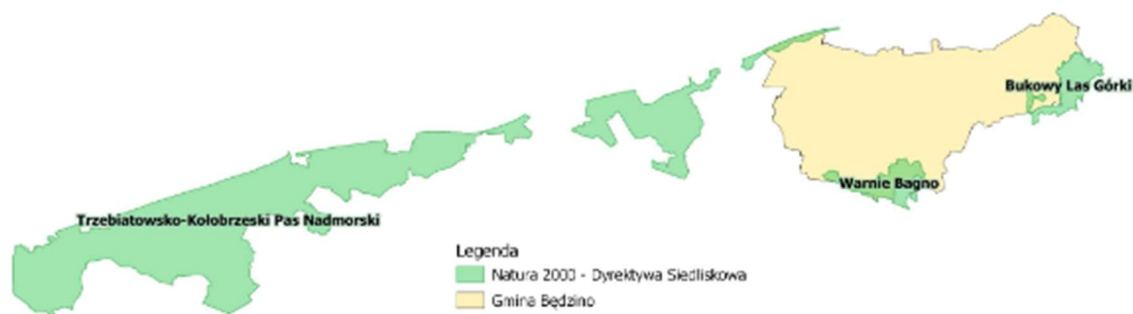 Bukowy Las Górki
Warnie Bagno
Trzebiatowsko-Kołobrzeski Pas Nadmorski
Legenda
Natura 2000 - Dyrektywa Siedliskowa
Gmina Będzino